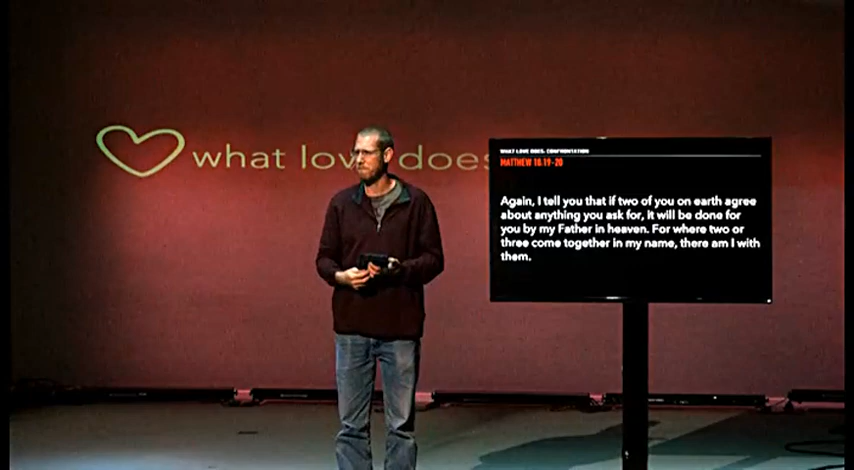 what love does
WHAT LOVE DOES: CONFRONTATION
MATTHEW 18.19-20
Again, I tell you that if two of you on earth agree
about anything you ask for, it will be done for
you by my Father in heaven. For where two or
three come together in my name, there am I with
them.